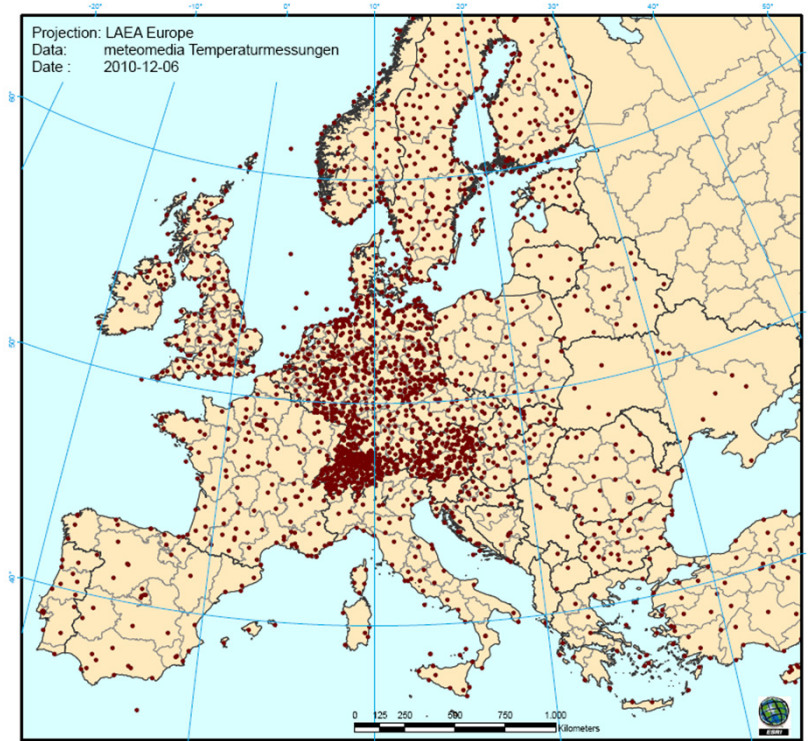 -20° -10° 0° 10° 20° 30° 40° 50°
Projection: LAEA Europe
Data: meteomedia Temperaturmessungen
Date : 2010-12-06
60°
50°
40°
0 125 250 500 750 1.000
Kilometers
ESRI